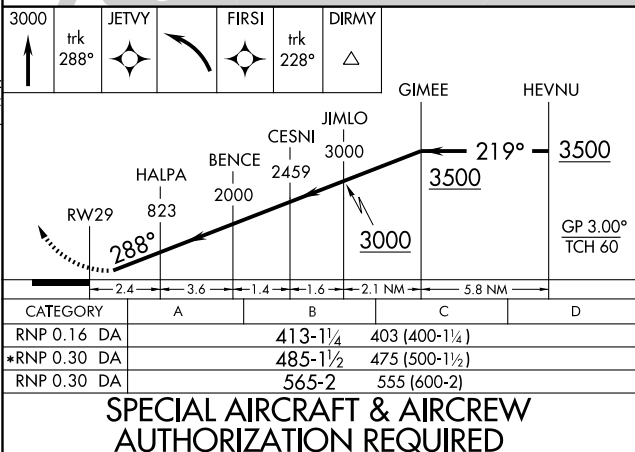 3000 trk 288° JETVY FIRSI trk 228° DIRMY
GIMEE HEVNU
JIMLO
CESNI 3000 219° 3500
BENCE 2459 3500
HALPA 2000
RW29 823 3000 GP 3.00°
288° TCH 60
2.4 3.6 1.4 1.6 2.1 NM 5.8 NM
CATEGORY A B C D
RNP 0.16 DA 413-1¼ 403 (400-1¼)
*RNP 0.30 DA 485-1½ 475 (500-1½)
RNP 0.30 DA 565-2 555 (600-2)
SPECIAL AIRCRAFT & AIRCREW
AUTHORIZATION REQUIRED